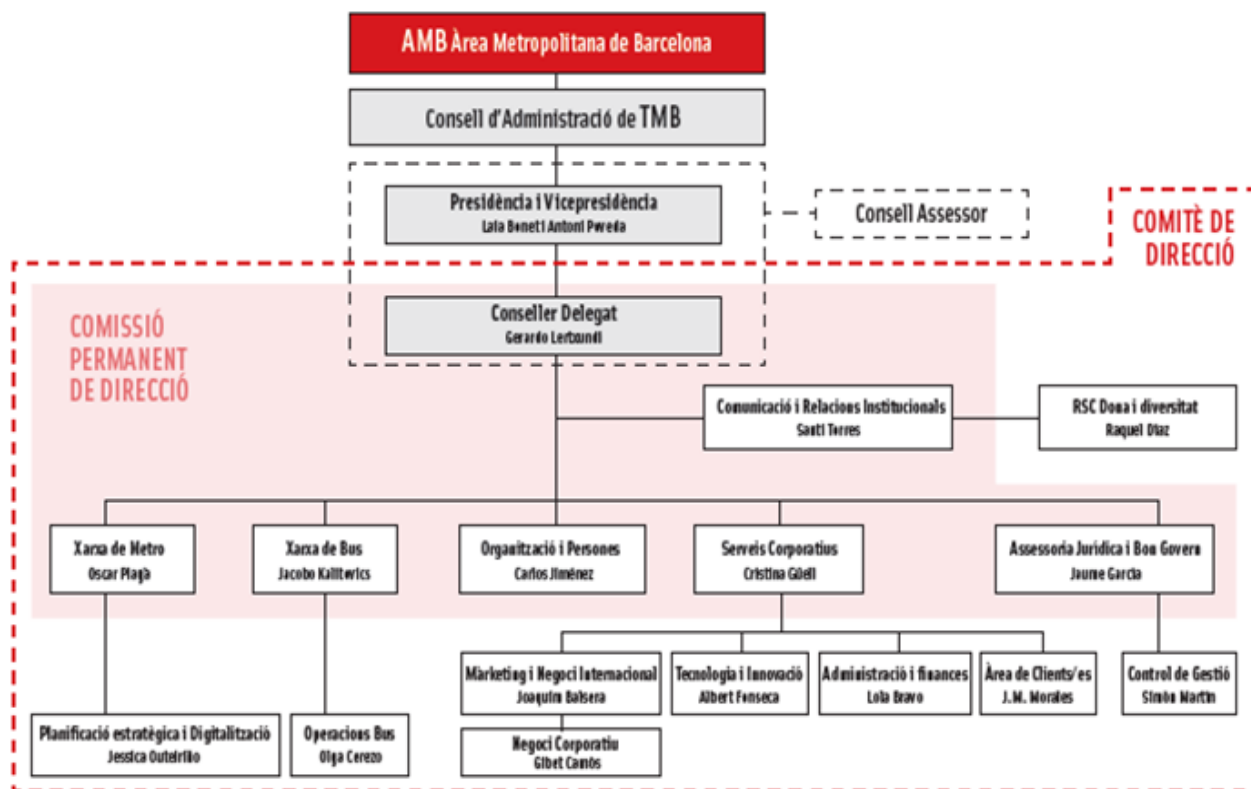 AMB Àrea Metropolitana de Barcelona
Consell d'Administració de TMB
Presidència i Vicepresidència
Laia Bonet i Antoni Poveda
Consell Assessor
COMITÈ DE
DIRECCIÓ
COMISSIÓ
PERMANENT
DE DIRECCIÓ
Conseller Delegat
Gerardo Lertxundi
Comunicació i Relacions Institucionals
Santi Torres
RSC Dona i diversitat
Raquel Díaz
Xarxa de Metro
Oscar Playà
Xarxa de Bus
Jacobo Kalitovics
Organització i Persones
Carlos Jiménez
Serveis Corporatius
Cristina Güell
Assessoria Jurídica i Bon Govern
Jaume Garcia
Màrketing i Negoci Internacional
Joaquim Balsera
Tecnologia i Innovació
Albert Fonseca
Administració i finances
Lola Bravo
Àrea de Clients/es
J.M. Morales
Control de Gestió
Simón Martin
Planificació estratègica i Digitalització
Jessica
Operacions Bus
Olga Cerezo
Negoci Corporatiu
Gibet Camós